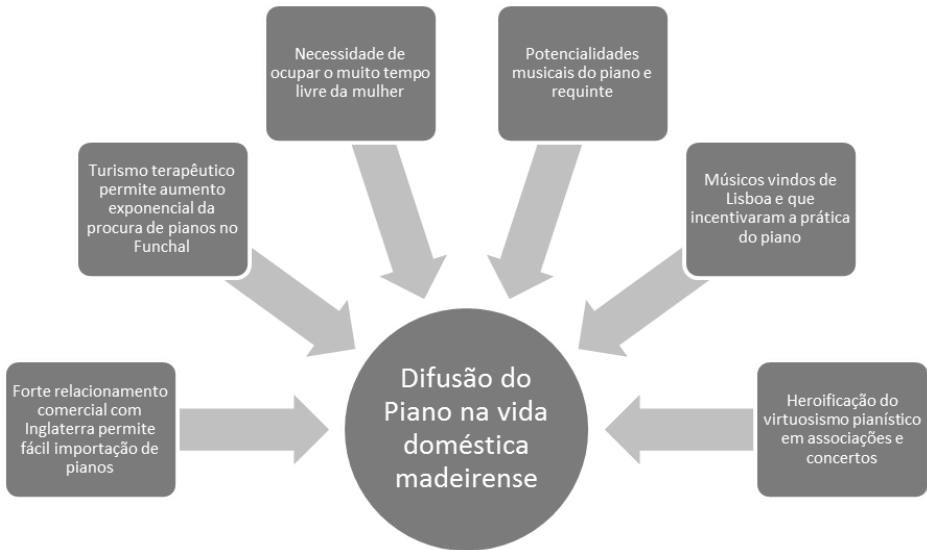 Necessidade de
ocupar o muito tempo
livre da mulher
Potencialidades
musicais do piano e
requinte
Turismo terapêutico
permite aumento
exponencial da
procura de pianos no
Funchal
Músicos vindos de
Lisboa e que
incentivaram a prática
do piano
Forte relacionamento
comercial com
Inglaterra permite
fácil importação de
pianos
Difusão do
Piano na vida
doméstica
madeirense
Heroificação do
virtuosismo pianístico
em associações e
concertos